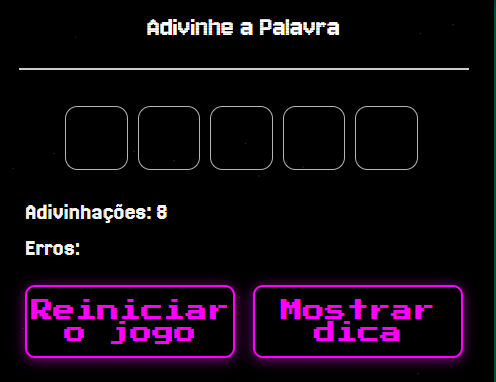 Adivinhe a Palavra
Adivinhações: 8
Erros:
Reiniciar
o jogo
Mostrar
dica